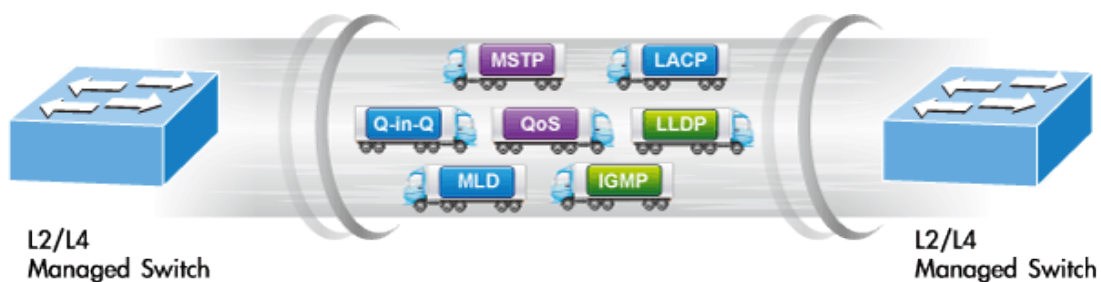 MSTP
LACP
Q-in-Q
QoS
LLDP
MLD
IGMP
L2/L4
Managed Switch
L2/L4
Managed Switch